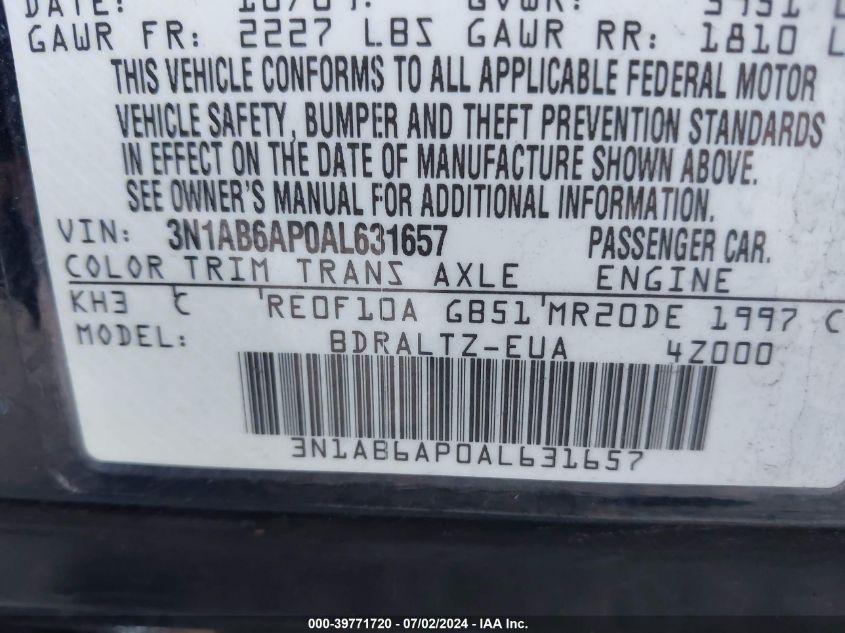 DATE: GVWR:
GAWR FR: 2227 LBS GAWR RR: 1810 L
THIS VEHICLE CONFORMS TO ALL APPLICABLE FEDERAL MOTOR
VEHICLE SAFETY, BUMPER AND THEFT PREVENTION STANDARDS
IN EFFECT ON THE DATE OF MANUFACTURE SHOWN ABOVE.
SEE OWNER'S MANUAL FOR ADDITIONAL INFORMATION.
VIN: 3N1AB6AP0AL631657 PASSENGER CAR.
COLOR TRIM TRANS AXLE ENGINE
KH3 C RE0F10A GB51 MR20DE 1997 C
MODEL: BDRALTZ-EUA 4Z000
3N1AB6AP0AL631657
000-39771720 - 07/02/2024 - IAA Inc.